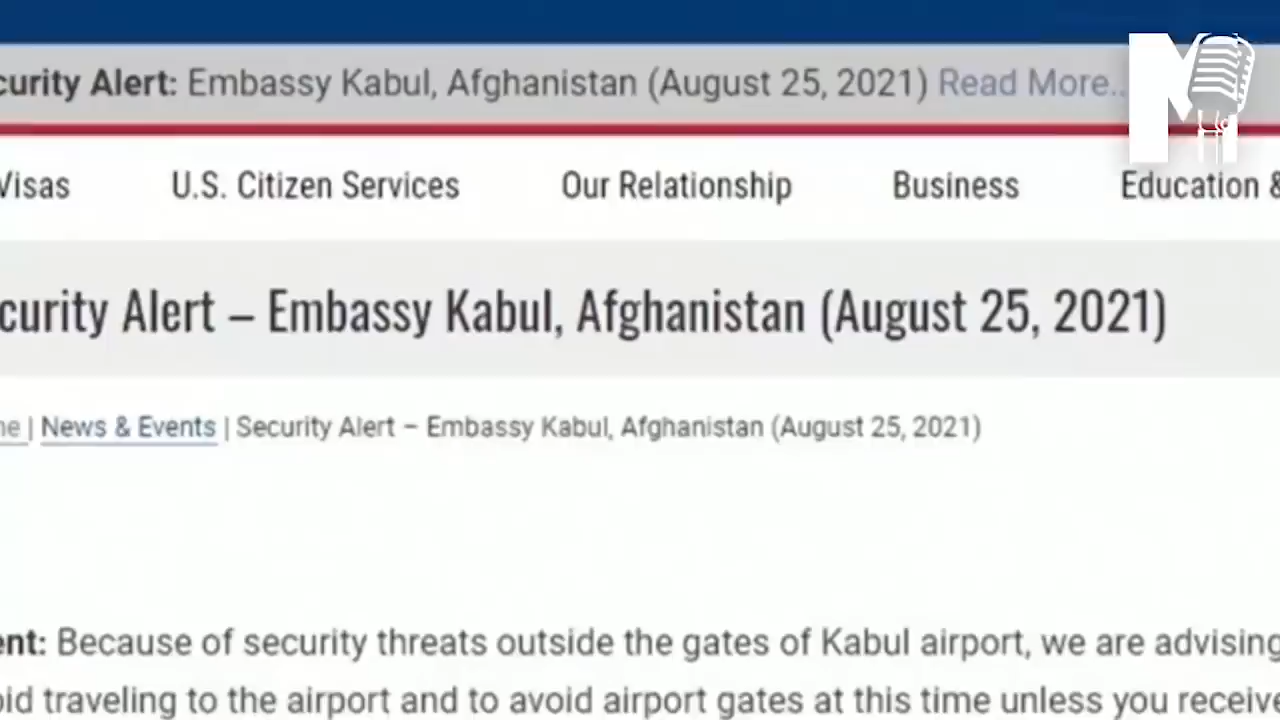 curity Alert: Embassy Kabul, Afghanistan (August 25, 2021) Read More..
Visas U.S. Citizen Services Our Relationship Business Education &
curity Alert – Embassy Kabul, Afghanistan (August 25, 2021)
me | News & Events | Security Alert – Embassy Kabul, Afghanistan (August 25, 2021)
ent: Because of security threats outside the gates of Kabul airport, we are advising
oid traveling to the airport and to avoid airport gates at this time unless you receive